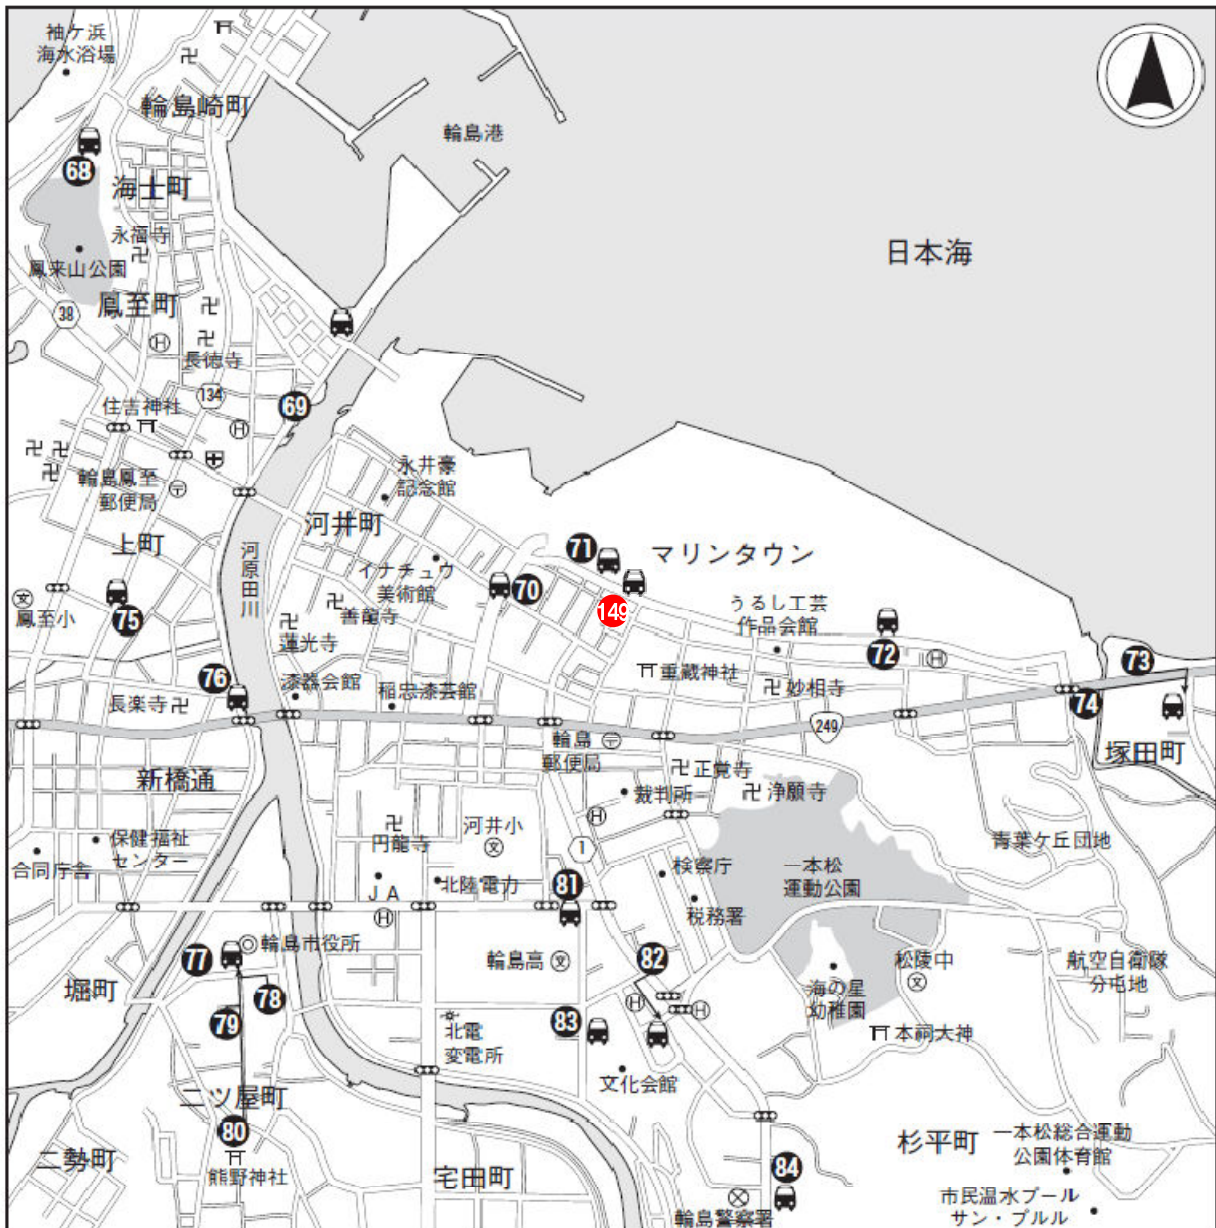 袖ケ浜
海水浴場
輪島崎町
輪島港
68
海士町
日本海
永福寺
鳳来山公園
鳳至町
38
長徳寺
134
69
住吉神社
永井豪
記念館
輪島鳳至
郵便局
河井町
上町
河原田川
71
マリンタウン
イナチュウ
美術館
70
149
うるし工芸
作品会館
文
鳳至小
75
善龍寺
蓮光寺
72
H
73
76
重蔵神社
漆器会館
稲忠漆芸館
妙相寺
長楽寺
74
249
輪島
郵便局
塚田町
新橋通
正覚寺
裁判所
浄願寺
保健福祉
センター
合同庁舎
円龍寺
河井小
文
1
検察庁
一本松
運動公園
青葉ケ丘団地
JA
北陸電力
81
税務署
H
77
輪島市役所
輪島高
文
82
松陵中
文
航空自衛隊
分屯地
堀町
78
79
83
海の星
幼稚園
北電
変電所
本祠大神
文化会館
二ツ屋町
80
二勢町
熊野神社
宅田町
杉平町
一本松総合運動
公園体育館
84
輪島警察署
市民温水プール
サン・プルル